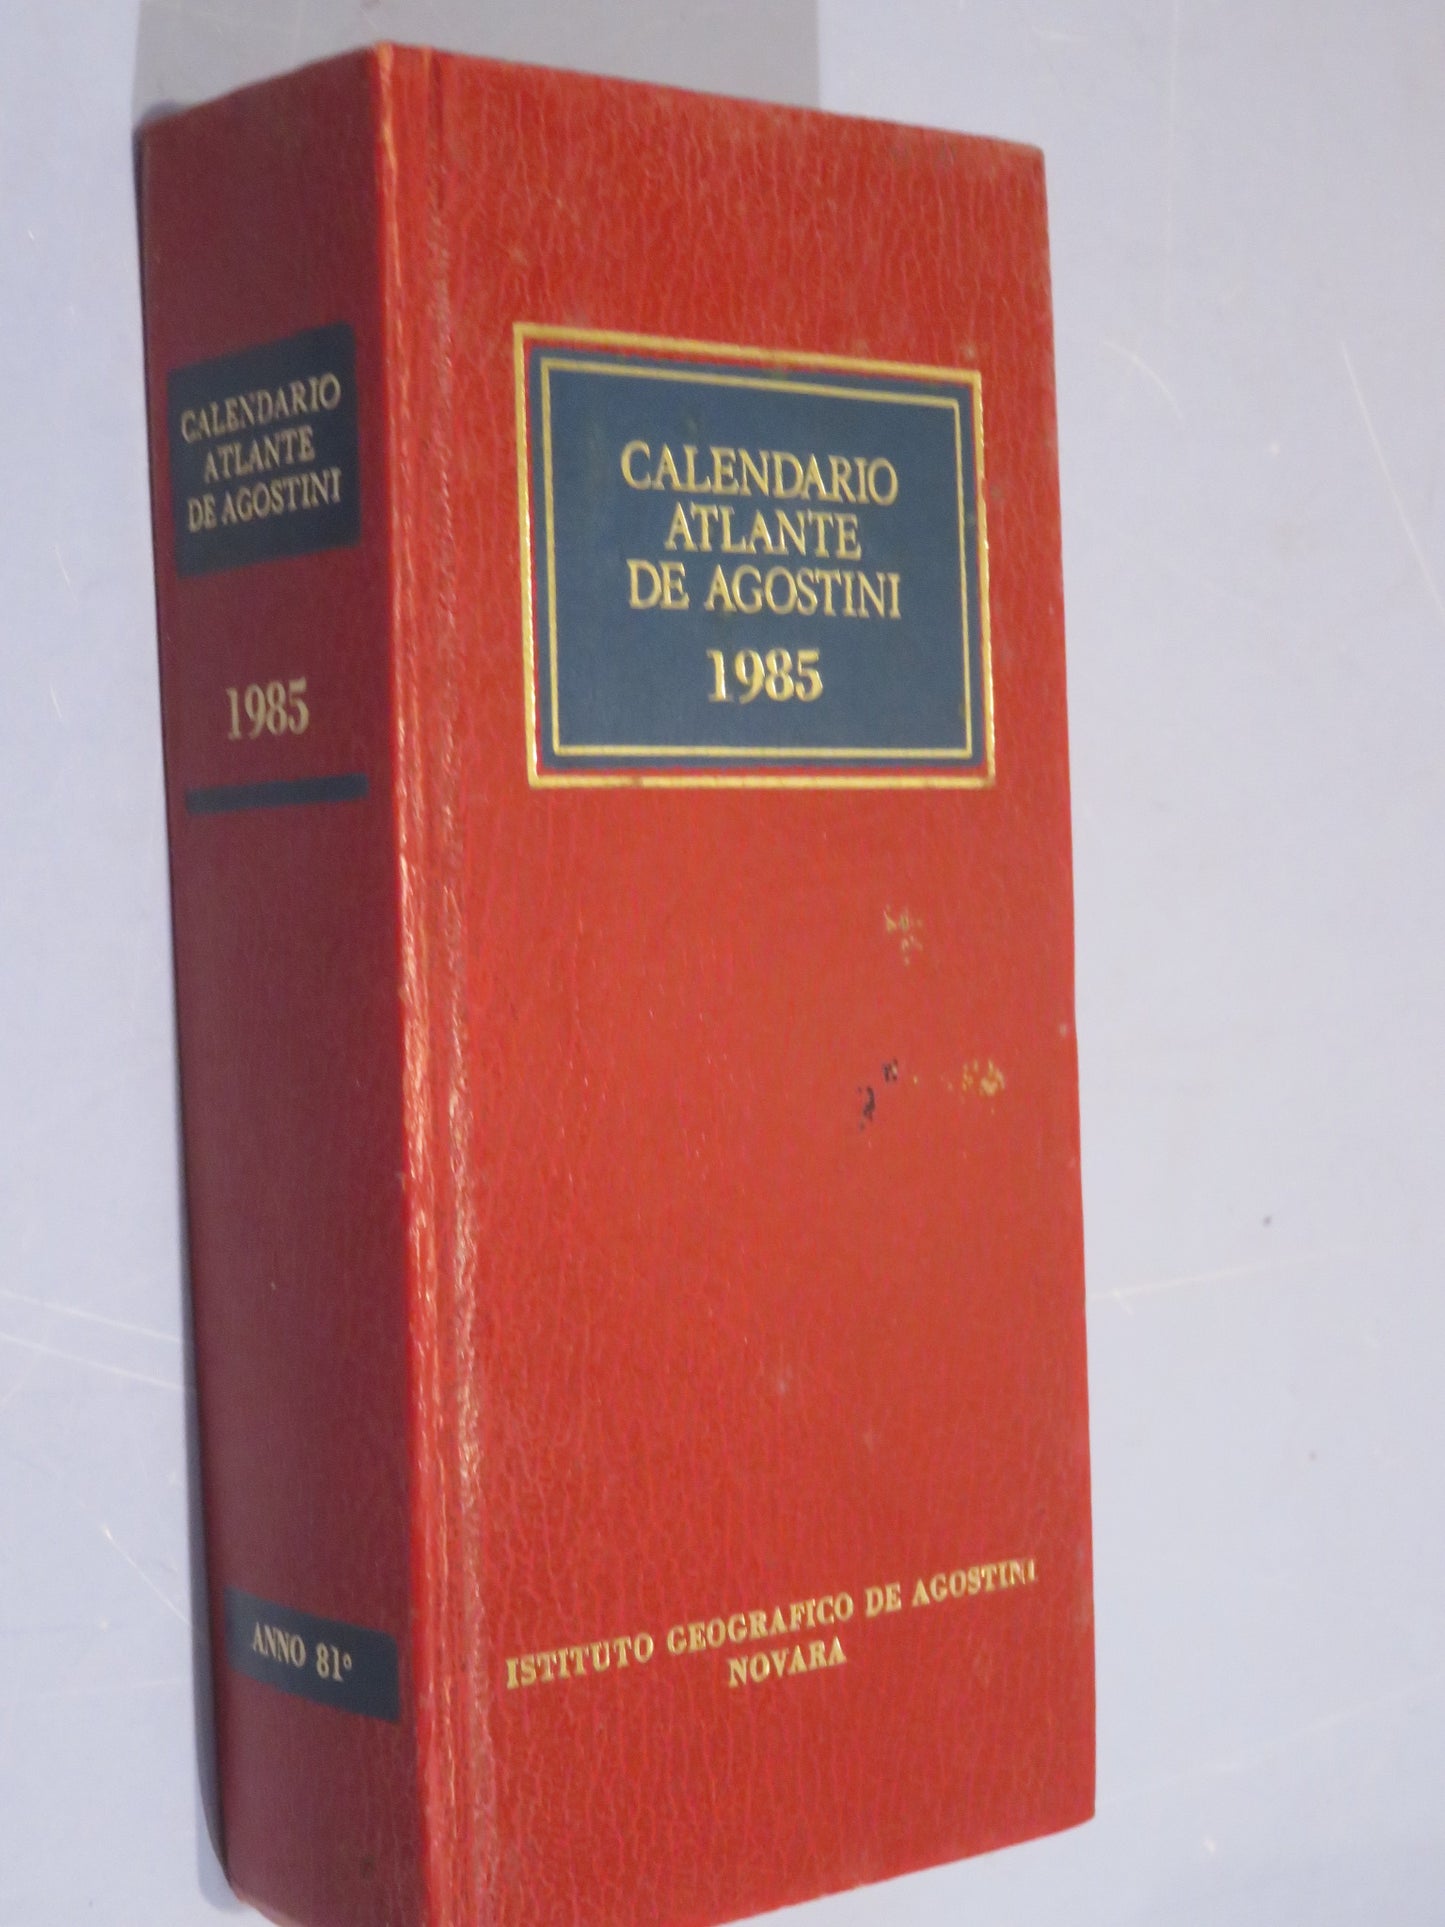 CALENDARIO
ATLANTE
DE AGOSTINI
1985
ANNO 81°
CALENDARIO
ATLANTE
DE AGOSTINI
1985
ISTITUTO GEOGRAFICO DE AGOSTINI
NOVARA